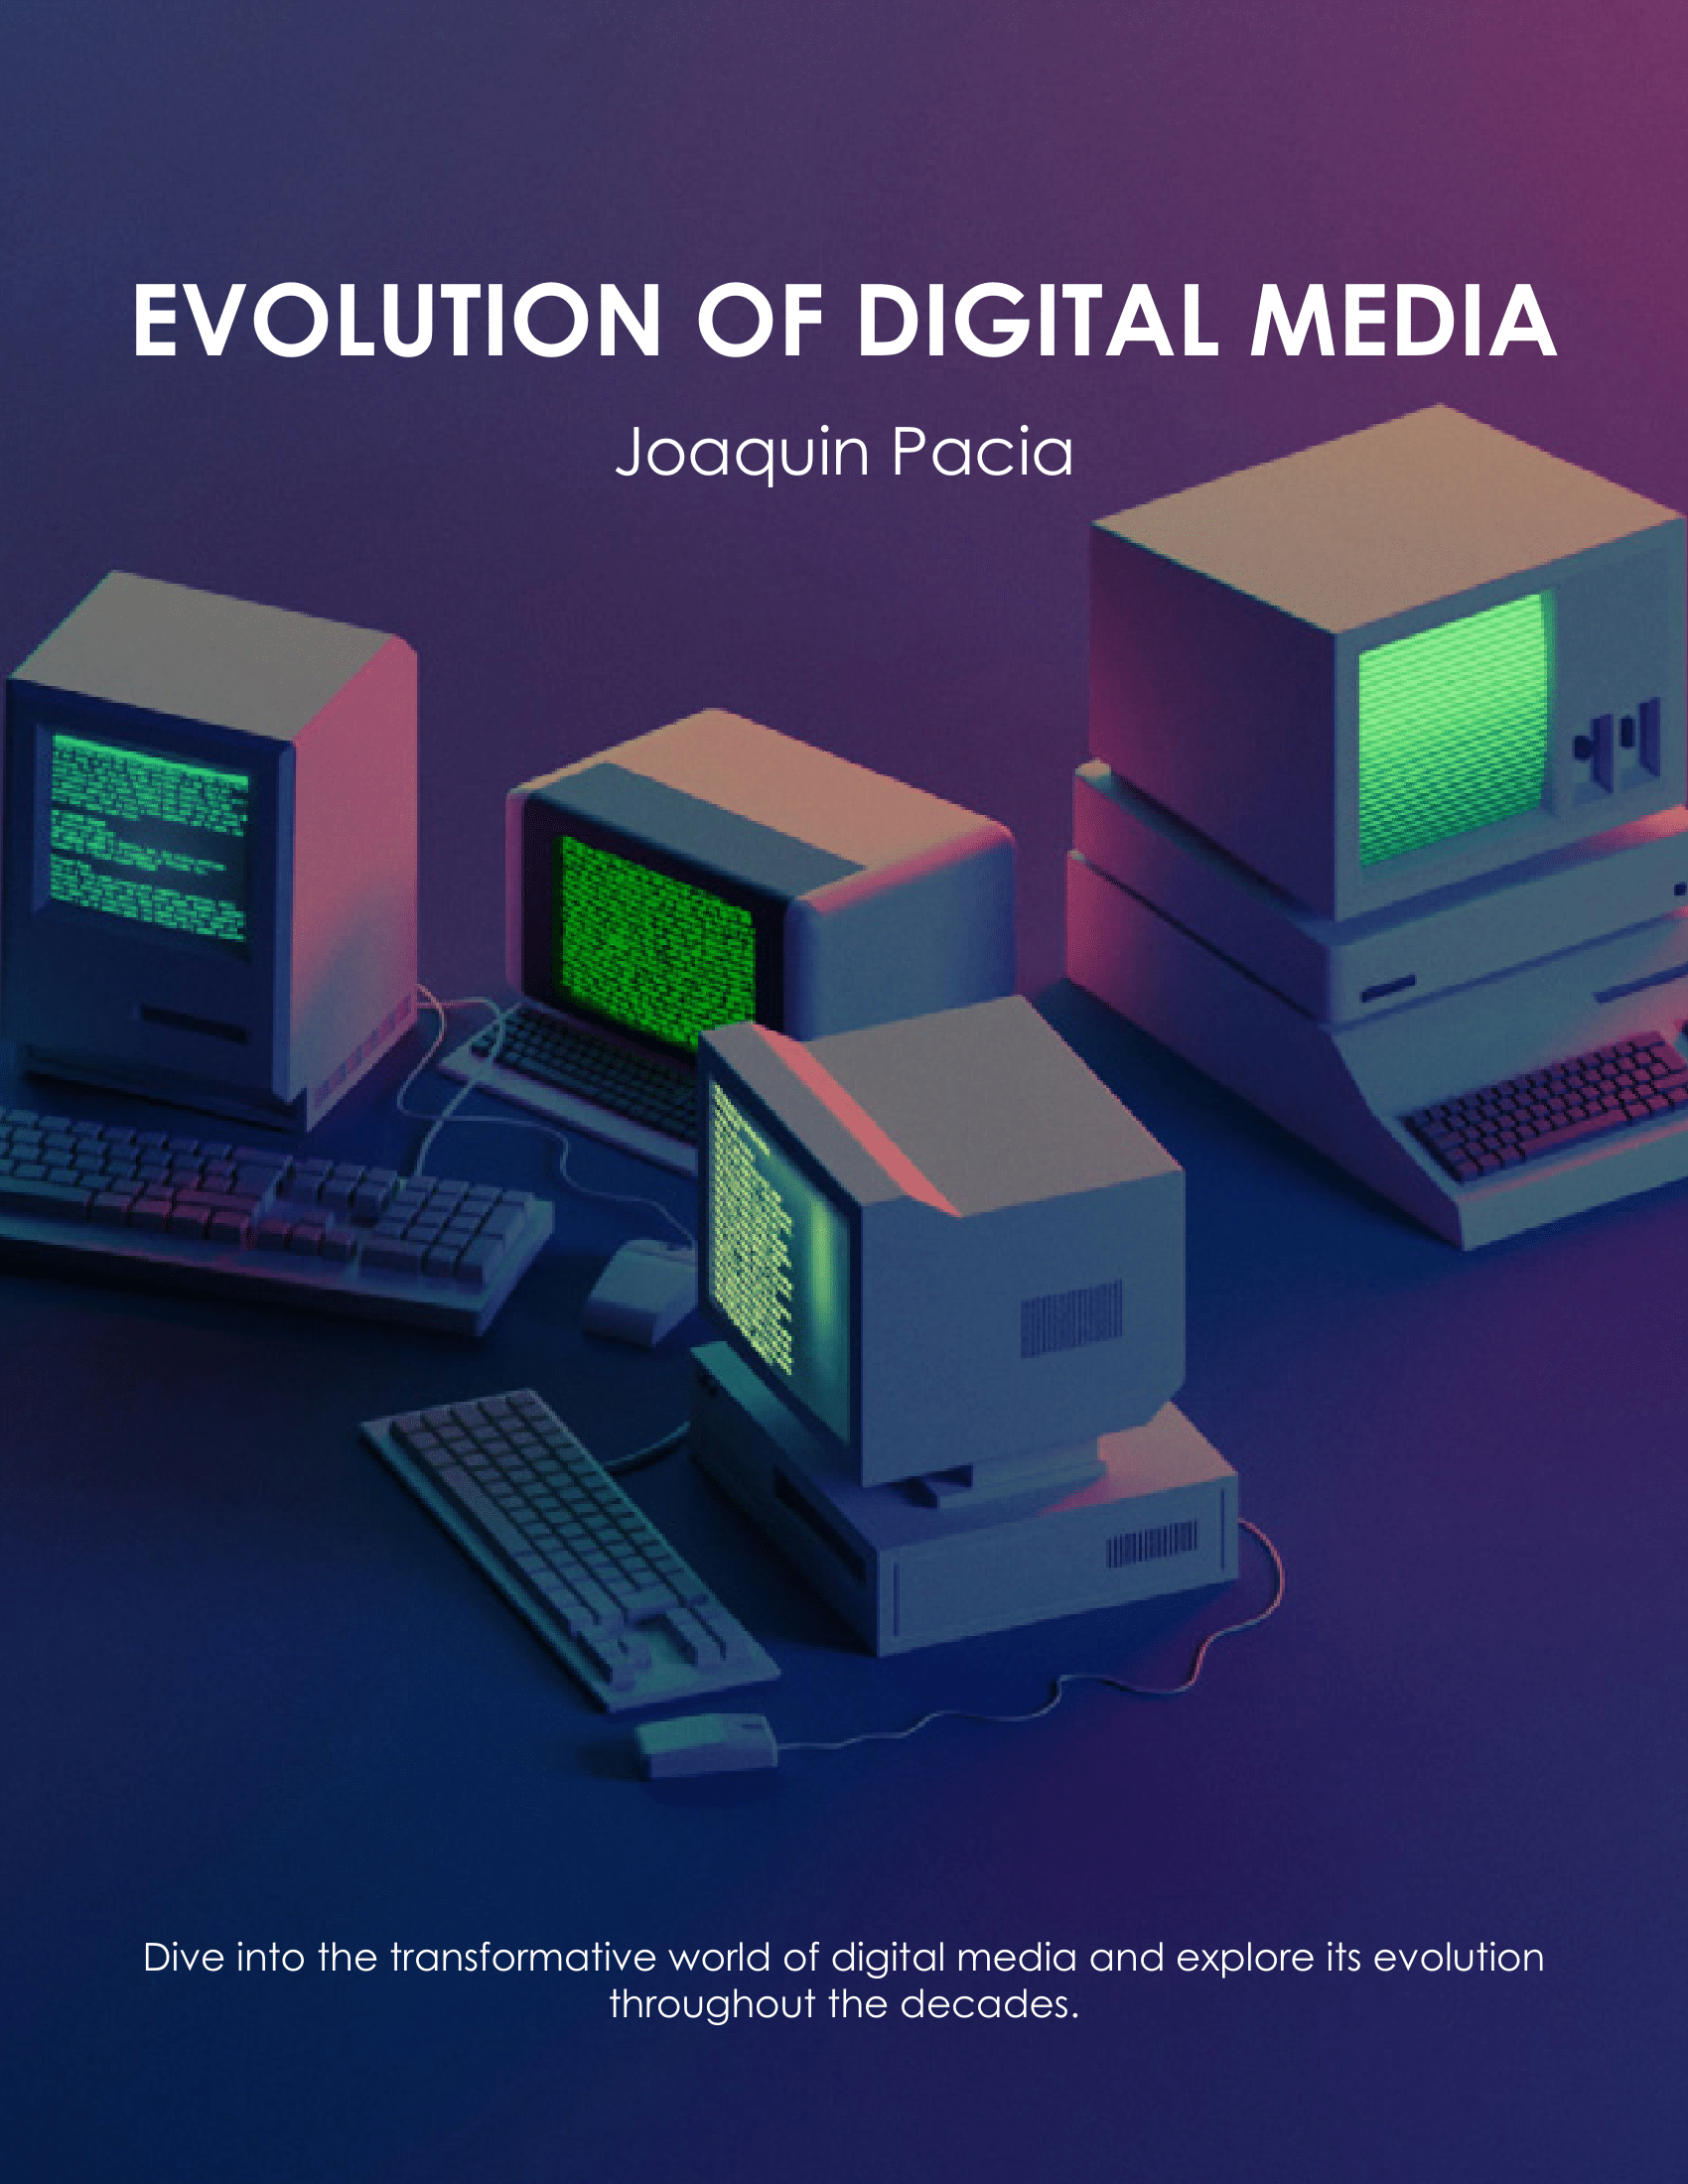 EVOLUTION OF DIGITAL MEDIA
Joaquin Pacia
Dive into the transformative world of digital media and explore its evolution
throughout the decades.